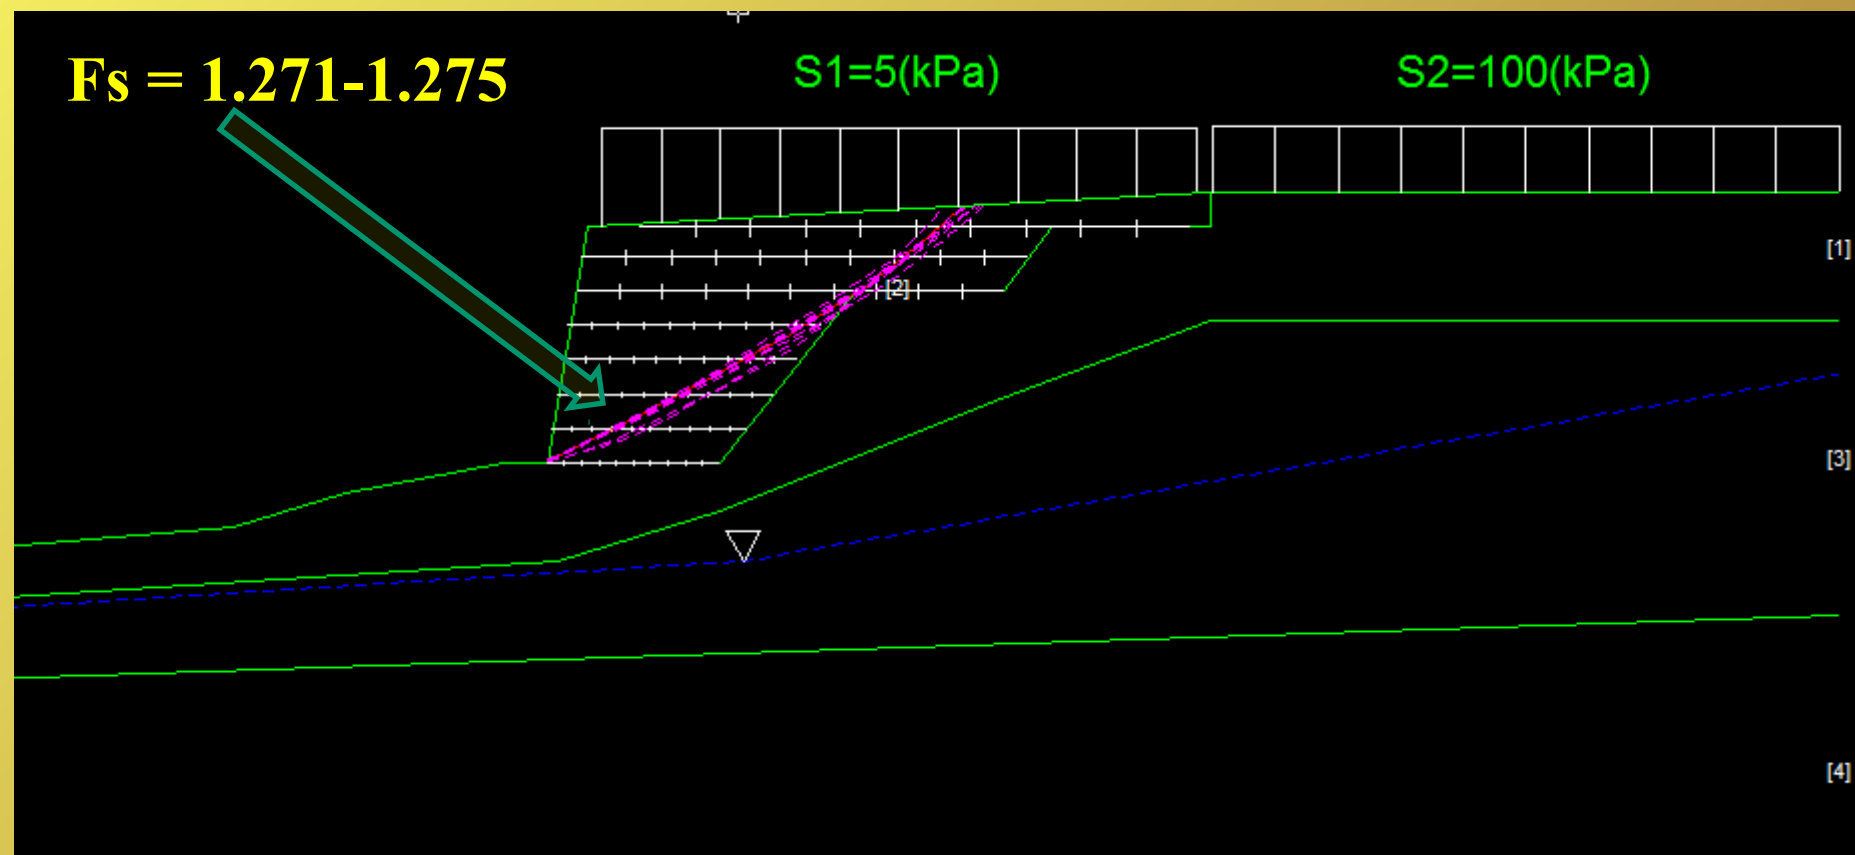 Fs = 1.271-1.275
S1=5(kPa)
S2=100(kPa)
[1]
[2]
[3]
[4]